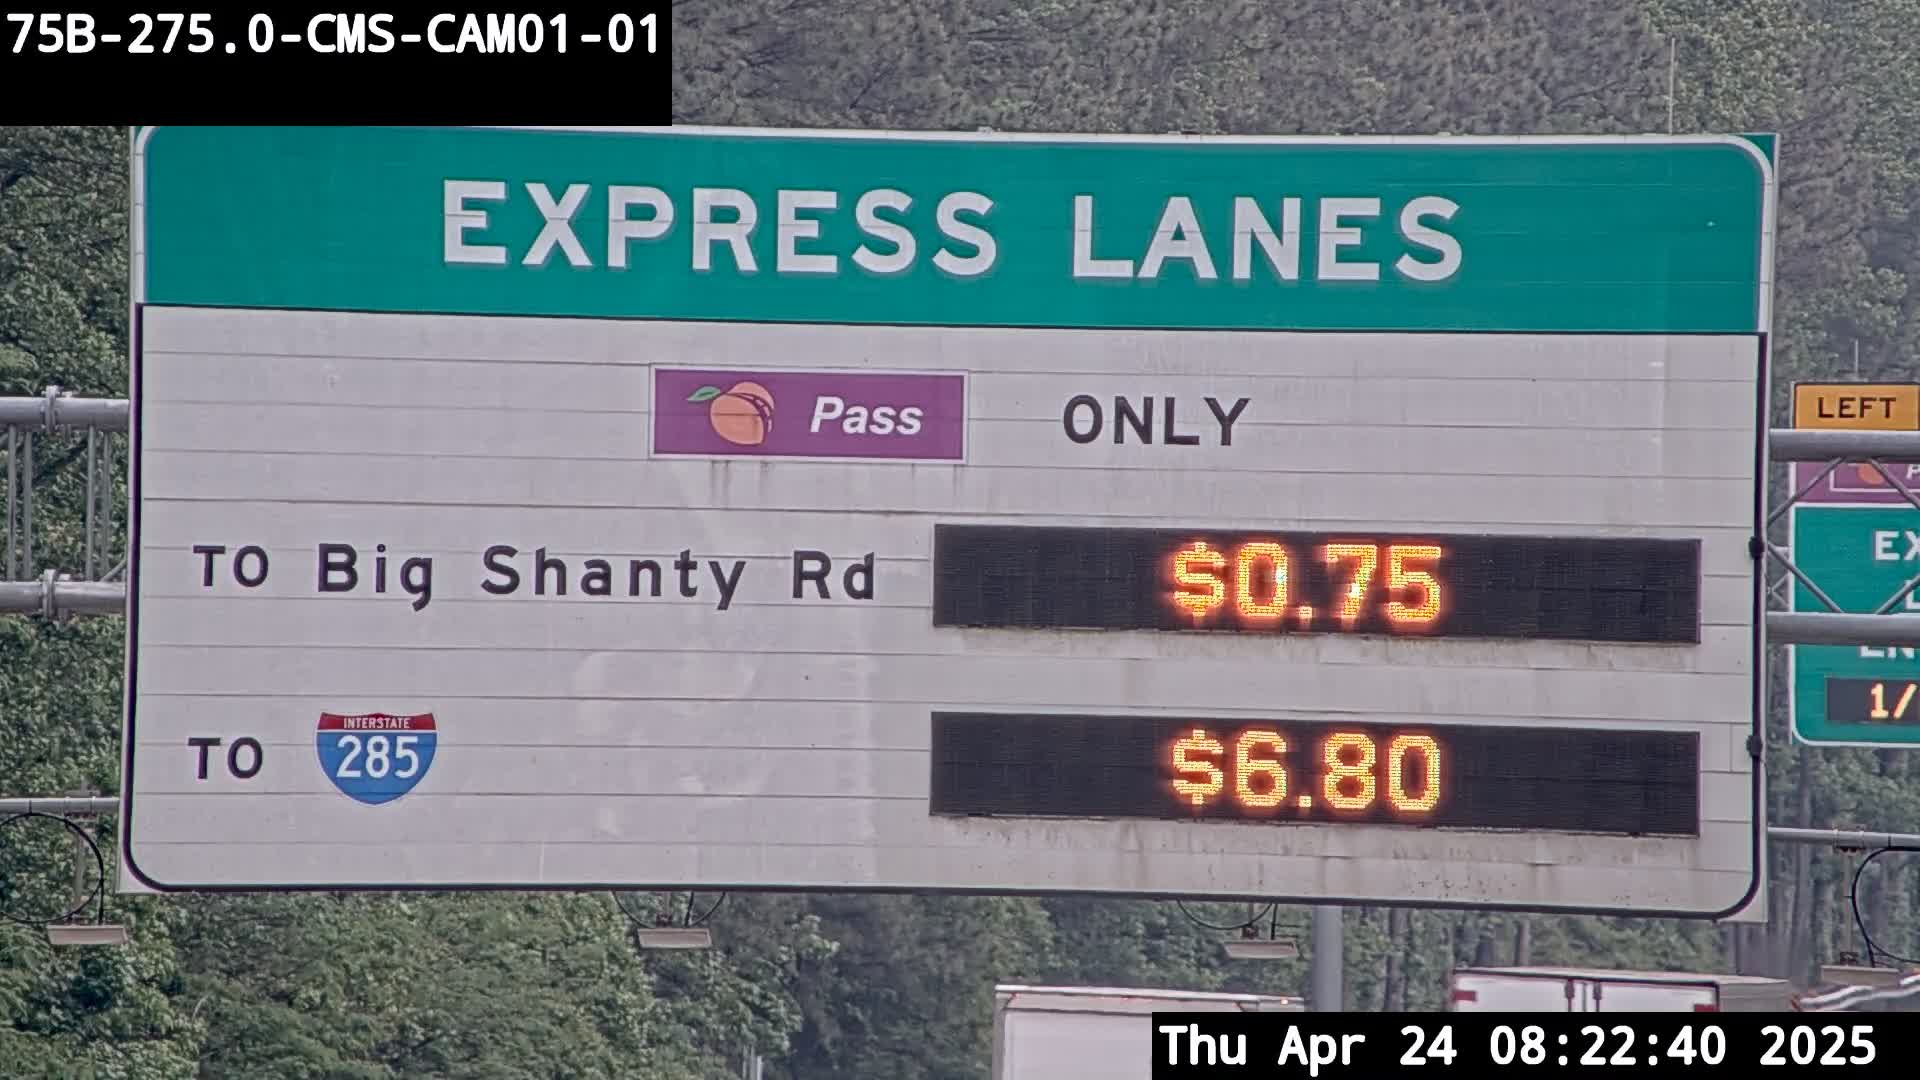 75B-275.0-CMS-CAM01-01
EXPRESS LANES
Pass ONLY
TO Big Shanty Rd $0.75
TO INTERSTATE 285 $6.80
LEFT
1/
Thu Apr 24 08:22:40 2025